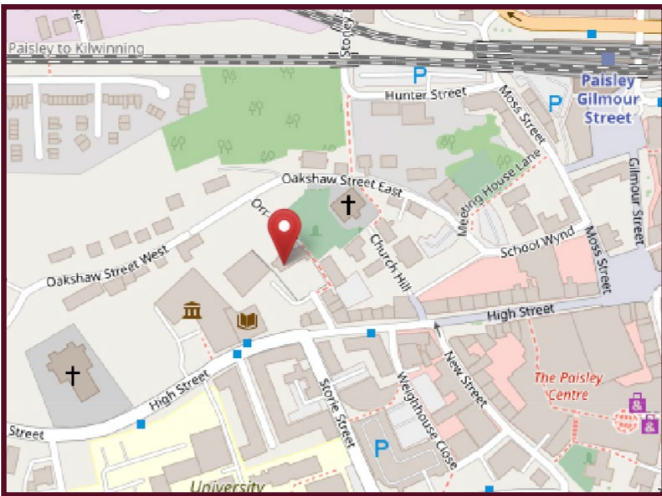 Paisley to Kilwinning
Hunter Street
Moss Street
Paisley
Gilmour
Street
Oakshaw Street East
Meeting House Lane
Gilmour Street
Oakshaw Street West
Church Hill
School Wynd
Moss Street
High Street
High Street
Street
Storie Street
Weighhouse Close
New Street
The Paisley
Centre
University
P
P
P